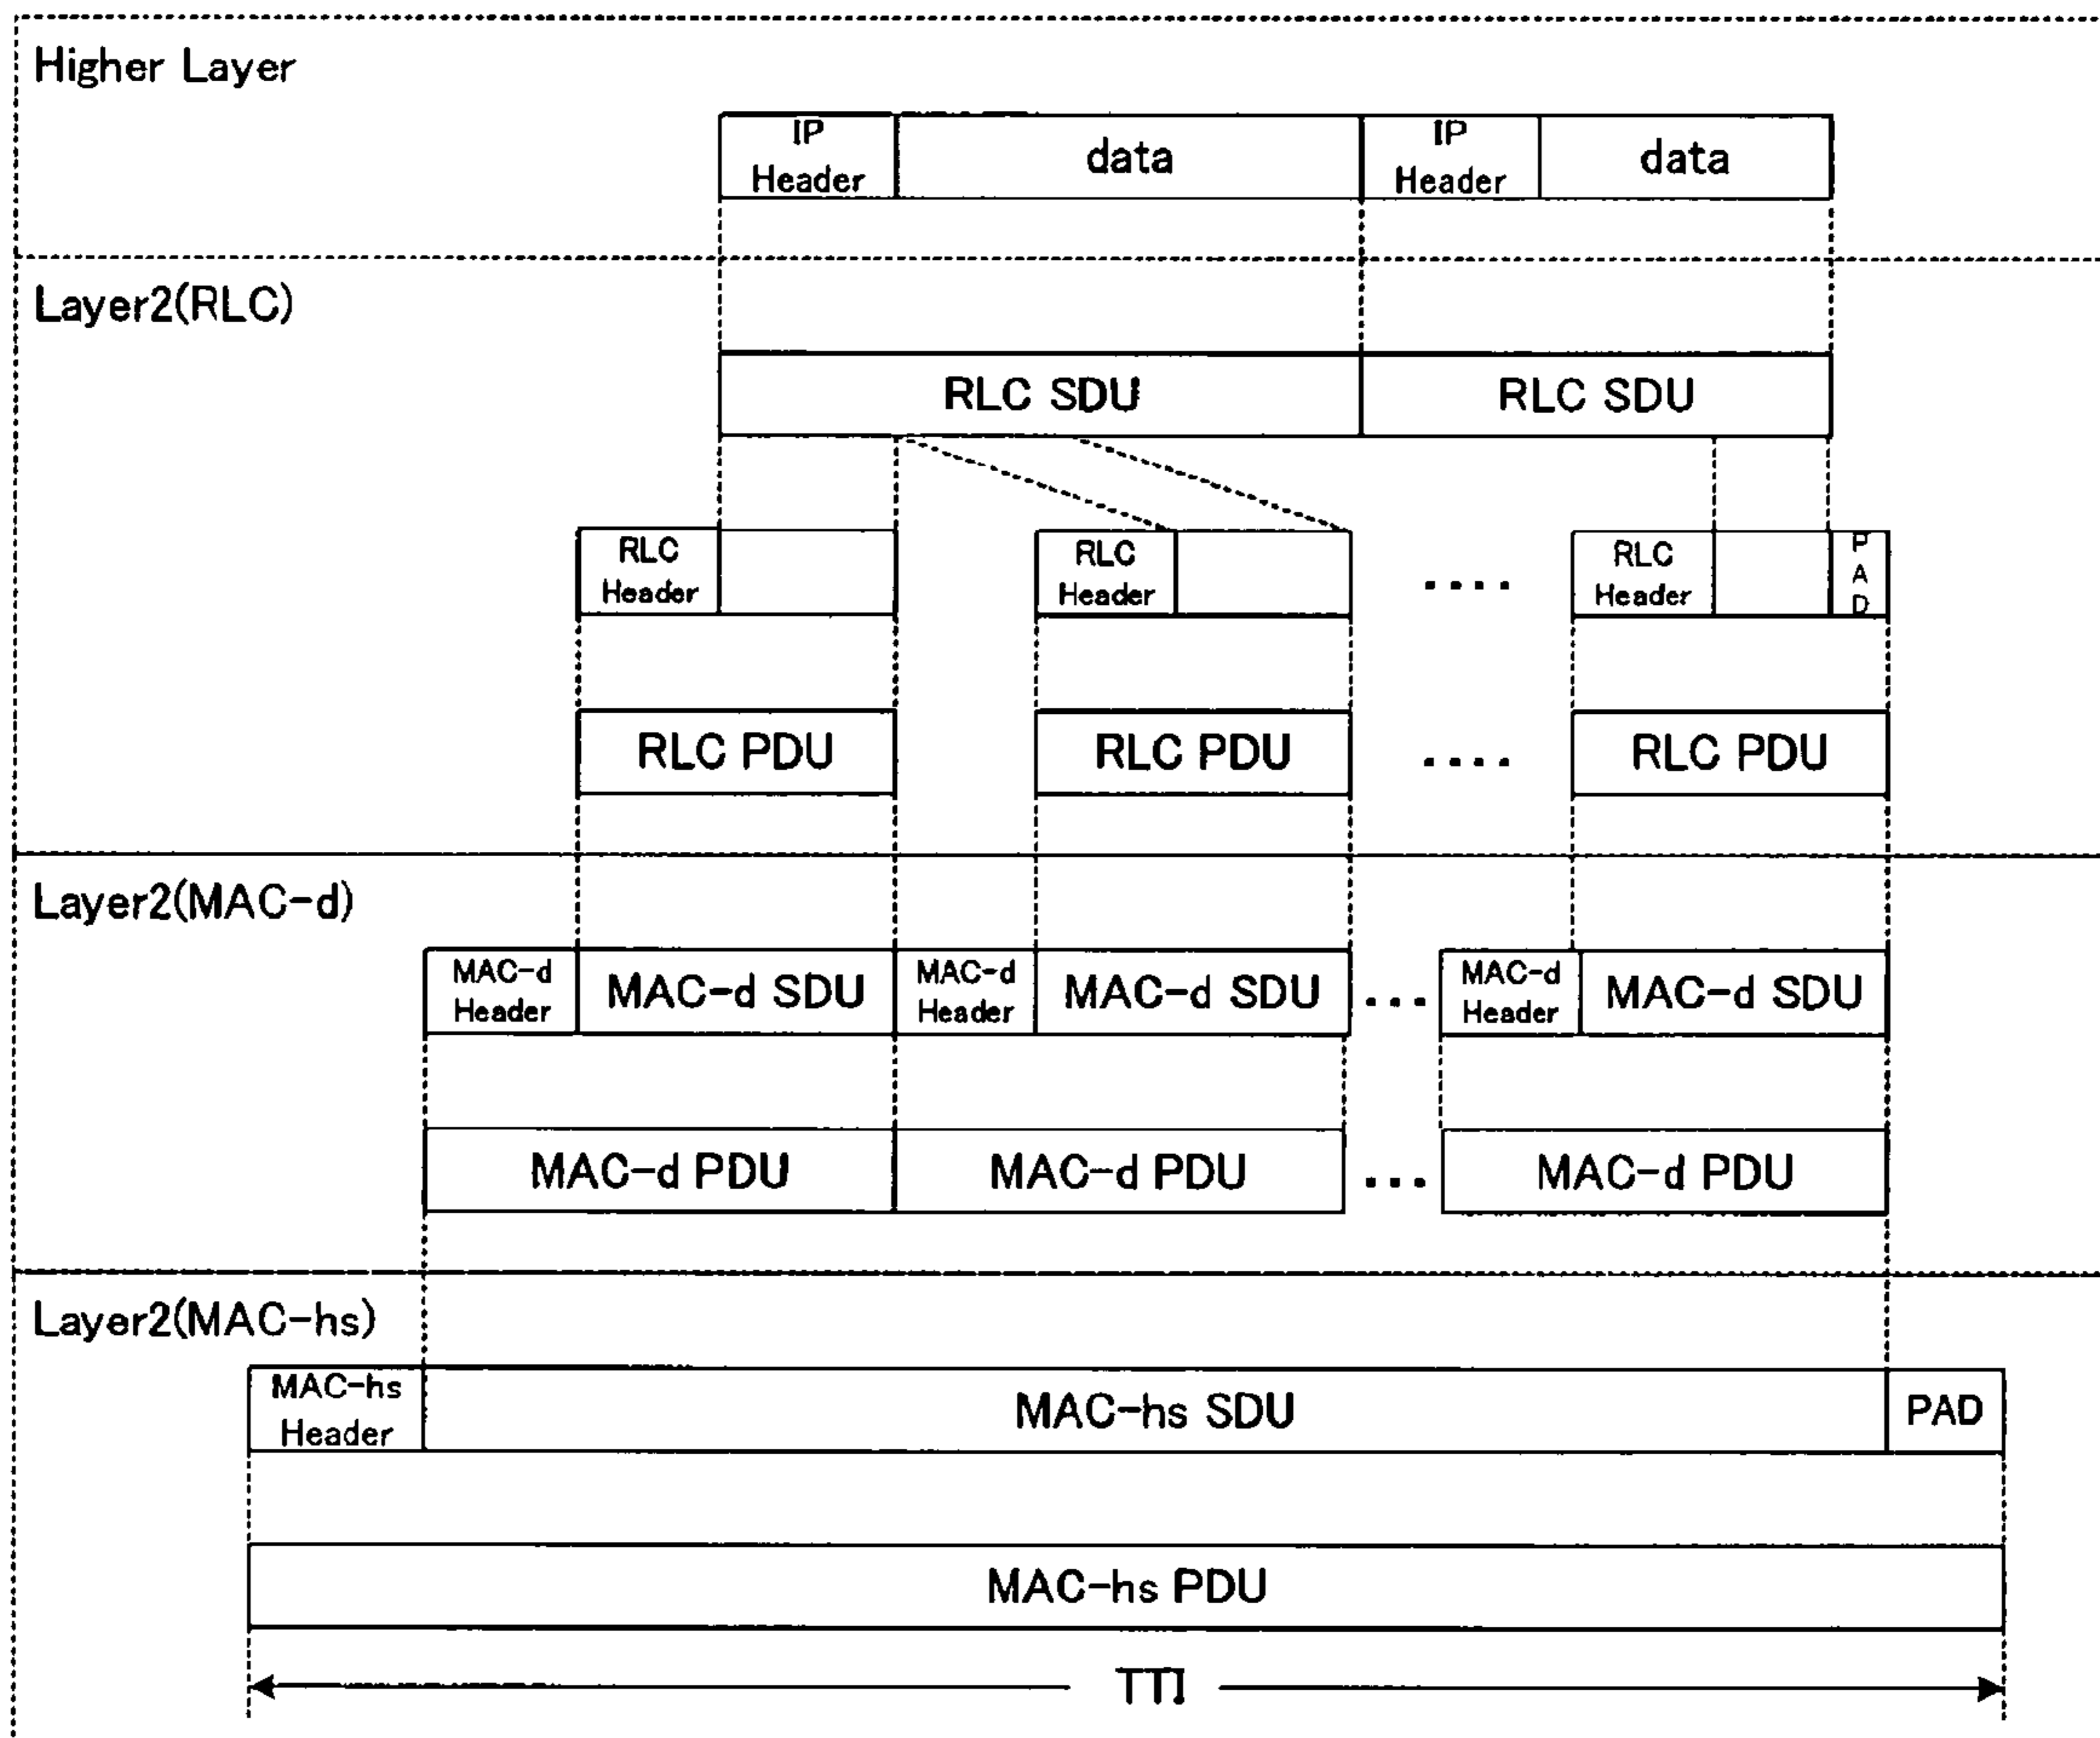 Higher Layer
IP Header data IP Header data
Layer2(RLC)
RLC SDU RLC SDU
RLC Header RLC Header .... RLC Header PAD
RLC PDU RLC PDU .... RLC PDU
Layer2(MAC-d)
MAC-d Header MAC-d SDU MAC-d Header MAC-d SDU ... MAC-d Header MAC-d SDU
MAC-d PDU MAC-d PDU ... MAC-d PDU
Layer2(MAC-hs)
MAC-hs Header MAC-hs SDU PAD
MAC-hs PDU
TTI